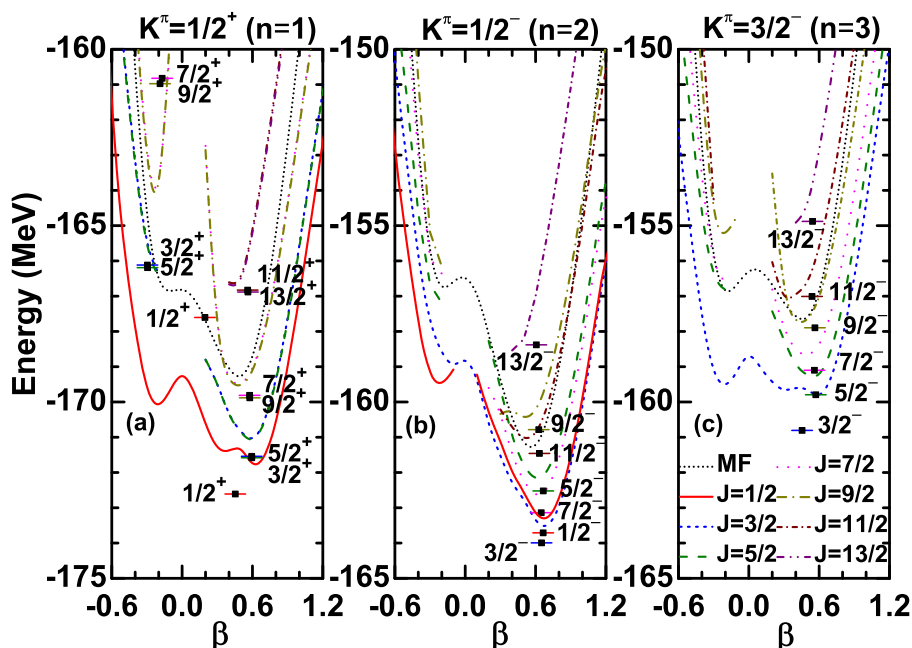 K^π=1/2^+ (n=1)
K^π=1/2^− (n=2)
K^π=3/2^− (n=3)
Energy (MeV)
-160
-165
-170
-175
7/2^+
9/2^+
3/2^+
5/2^+
1/2^+
11/2^+
13/2^+
7/2^+
9/2^+
5/2^+
3/2^+
1/2^+
(a)
-0.6 0.0 0.6 1.2
β
-150
-155
-160
-165
13/2^−
9/2^−
11/2^−
5/2^−
7/2^−
1/2^−
3/2^−
(b)
-0.6 0.0 0.6 1.2
β
-150
-155
-160
-165
13/2^−
11/2^−
9/2^−
7/2^−
5/2^−
3/2^−
(c)
MF J=7/2
J=1/2 J=9/2
J=3/2 J=11/2
J=5/2 J=13/2
-0.6 0.0 0.6 1.2
β